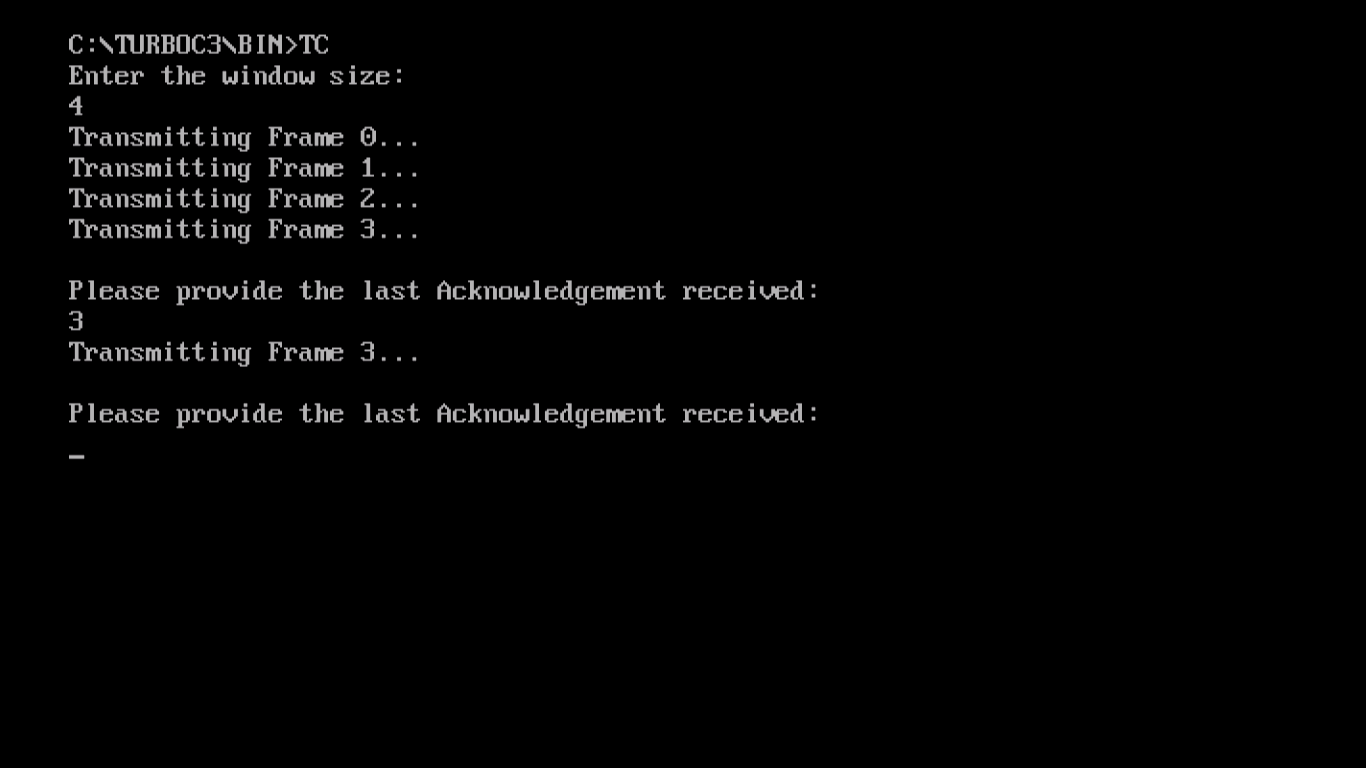 C:\TURBOC3\BIN>TC
Enter the window size:
4
Transmitting Frame 0...
Transmitting Frame 1...
Transmitting Frame 2...
Transmitting Frame 3...
Please provide the last Acknowledgement received:
3
Transmitting Frame 3...
Please provide the last Acknowledgement received:
_